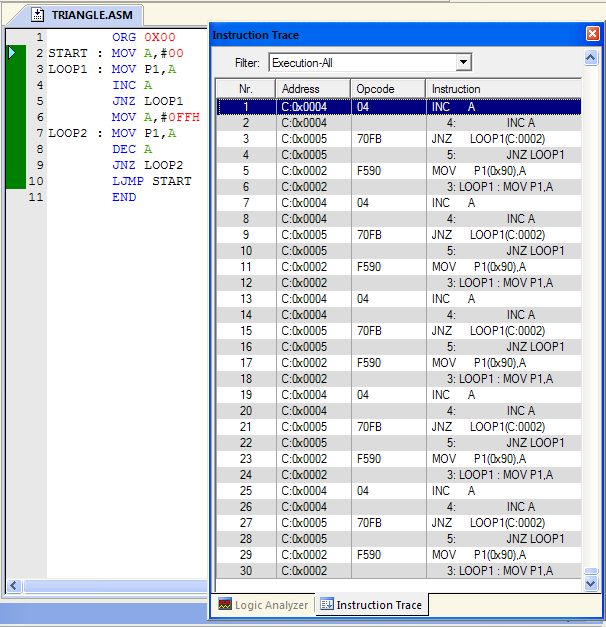 TRIANGLE.ASM
1 ORG 0X00
2 START : MOV A,#00
3 LOOP1 : MOV P1,A
4 INC A
5 JNZ LOOP1
6 MOV A,#0FFH
7 LOOP2 : MOV P1,A
8 DEC A
9 JNZ LOOP2
10 LJMP START
11 END
Instruction Trace
Filter: Execution-All
Nr. Address Opcode Instruction
1 C:0x0004 04 INC A
2 C:0x0004 4: INC A
3 C:0x0005 70FB JNZ LOOP1(C:0002)
4 C:0x0005 5: JNZ LOOP1
5 C:0x0002 F590 MOV P1(0x90),A
6 C:0x0002 3: LOOP1 : MOV P1,A
7 C:0x0004 04 INC A
8 C:0x0004 4: INC A
9 C:0x0005 70FB JNZ LOOP1(C:0002)
10 C:0x0005 5: JNZ LOOP1
11 C:0x0002 F590 MOV P1(0x90),A
12 C:0x0002 3: LOOP1 : MOV P1,A
13 C:0x0004 04 INC A
14 C:0x0004 4: INC A
15 C:0x0005 70FB JNZ LOOP1(C:0002)
16 C:0x0005 5: JNZ LOOP1
17 C:0x0002 F590 MOV P1(0x90),A
18 C:0x0002 3: LOOP1 : MOV P1,A
19 C:0x0004 04 INC A
20 C:0x0004 4: INC A
21 C:0x0005 70FB JNZ LOOP1(C:0002)
22 C:0x0005 5: JNZ LOOP1
23 C:0x0002 F590 MOV P1(0x90),A
24 C:0x0002 3: LOOP1 : MOV P1,A
25 C:0x0004 04 INC A
26 C:0x0004 4: INC A
27 C:0x0005 70FB JNZ LOOP1(C:0002)
28 C:0x0005 5: JNZ LOOP1
29 C:0x0002 F590 MOV P1(0x90),A
30 C:0x0002 3: LOOP1 : MOV P1,A
Logic Analyzer Instruction Trace